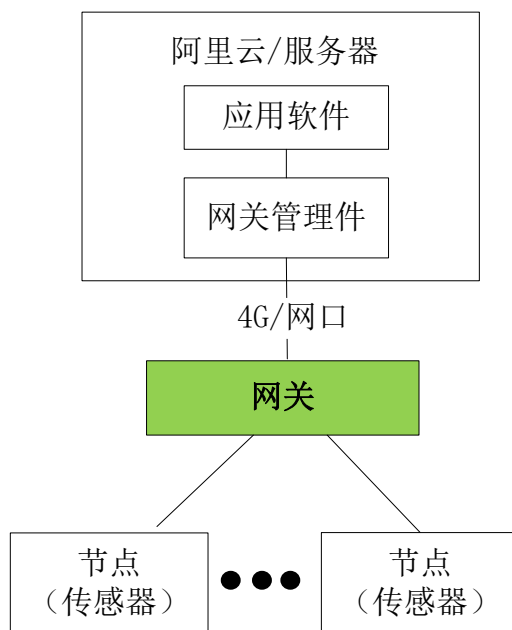 阿里云/服务器
应用软件
网关管理件
4G/网口
网关
节点
（传感器）
节点
（传感器）